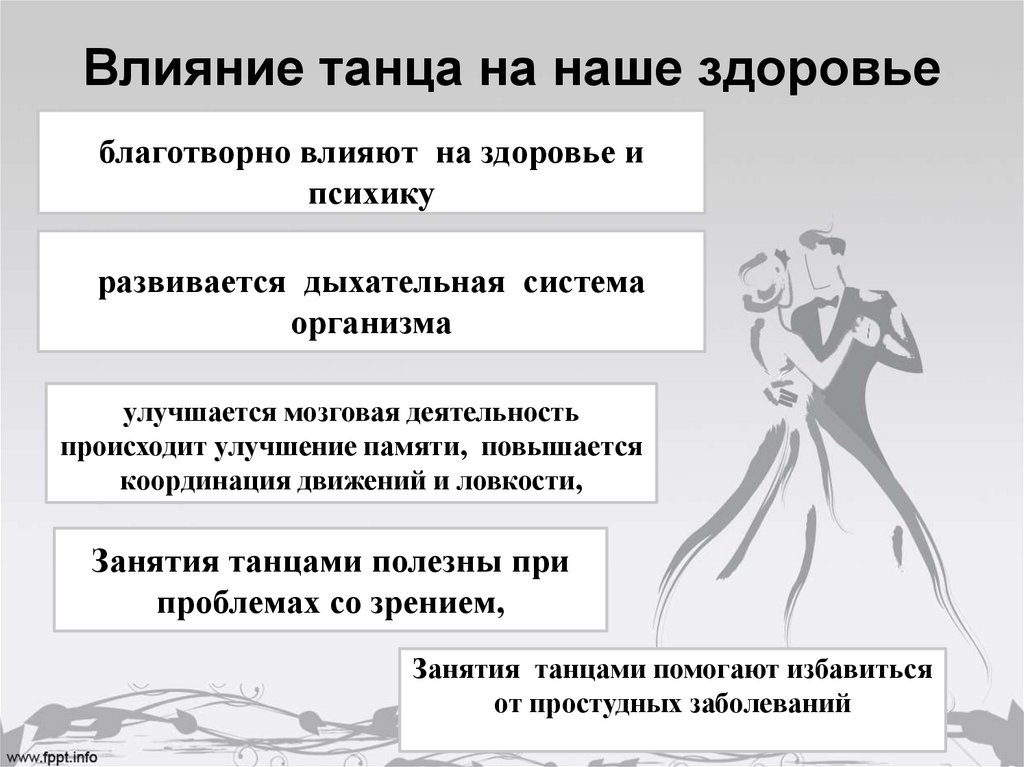 Влияние танца на наше здоровье
благотворно влияют на здоровье и
психику
развивается дыхательная система
организма
улучшается мозговая деятельность
происходит улучшение памяти, повышается
координация движений и ловкости,
Занятия танцами полезны при
проблемах со зрением,
Занятия танцами помогают избавиться
от простудных заболеваний
www.fppt.info